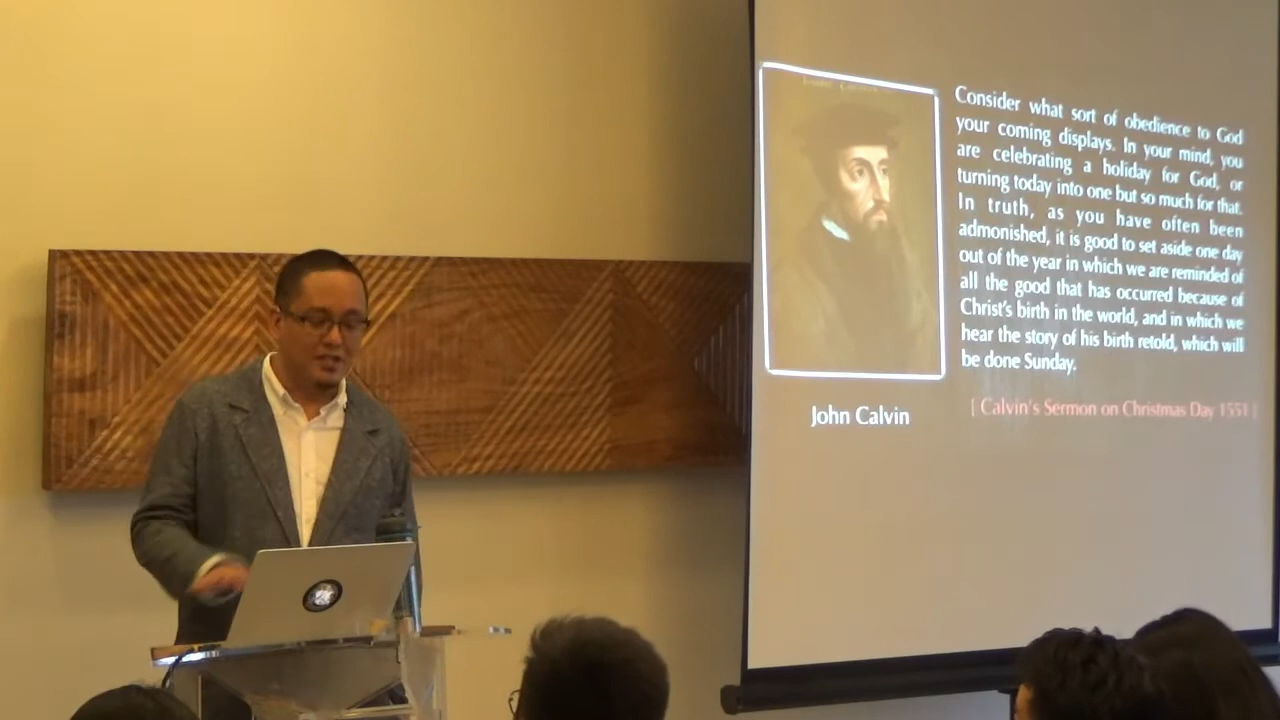 Consider what sort of obedience to God
your coming displays. In your mind, you
are celebrating a holiday for God, or
turning today into one but so much for that.
In truth, as you have often been
admonished, it is good to set aside one day
out of the year in which we are reminded of
all the good that has occurred because of
Christ's birth in the world, and in which we
hear the story of his birth retold, which will
be done Sunday.
[ Calvin's Sermon on Christmas Day 1551 ]
John Calvin